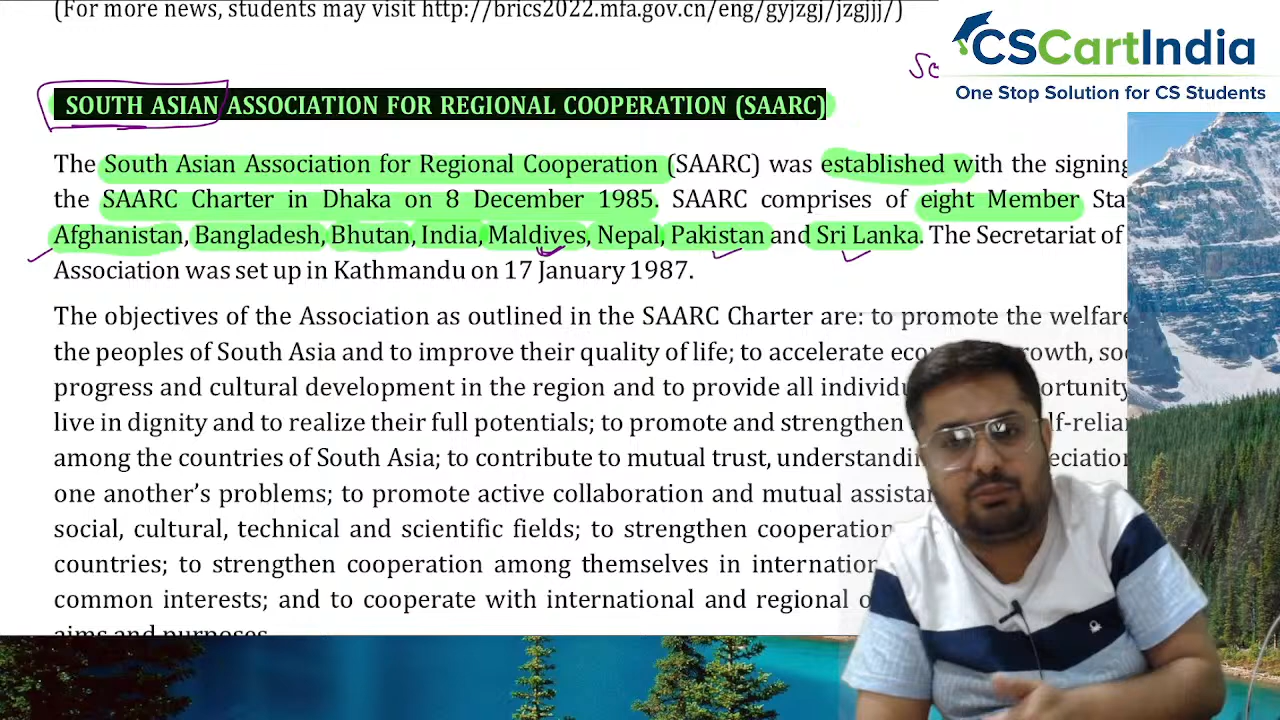 (For more news, students may visit http://brics2022.mfa.gov.cn/eng/gyjzgj/jzgjjj/)
CSCartIndia
One Stop Solution for CS Students
SOUTH ASIAN ASSOCIATION FOR REGIONAL COOPERATION (SAARC)
The South Asian Association for Regional Cooperation (SAARC) was established with the signing
the SAARC Charter in Dhaka on 8 December 1985. SAARC comprises of eight Member Sta
Afghanistan, Bangladesh, Bhutan, India, Maldives, Nepal, Pakistan and Sri Lanka. The Secretariat of
Association was set up in Kathmandu on 17 January 1987.
The objectives of the Association as outlined in the SAARC Charter are: to promote the welfare
the peoples of South Asia and to improve their quality of life; to accelerate growth,
progress and cultural development in the region and to provide all
live in dignity and to realize their full potentials; to promote and strengthen
among the countries of South Asia; to contribute to mutual trust,
one another's problems; to promote active collaboration and mutual
social, cultural, technical and scientific fields; to strengthen cooperation
countries; to strengthen cooperation among themselves in
common interests; and to cooperate with international and regional
aims and purposes